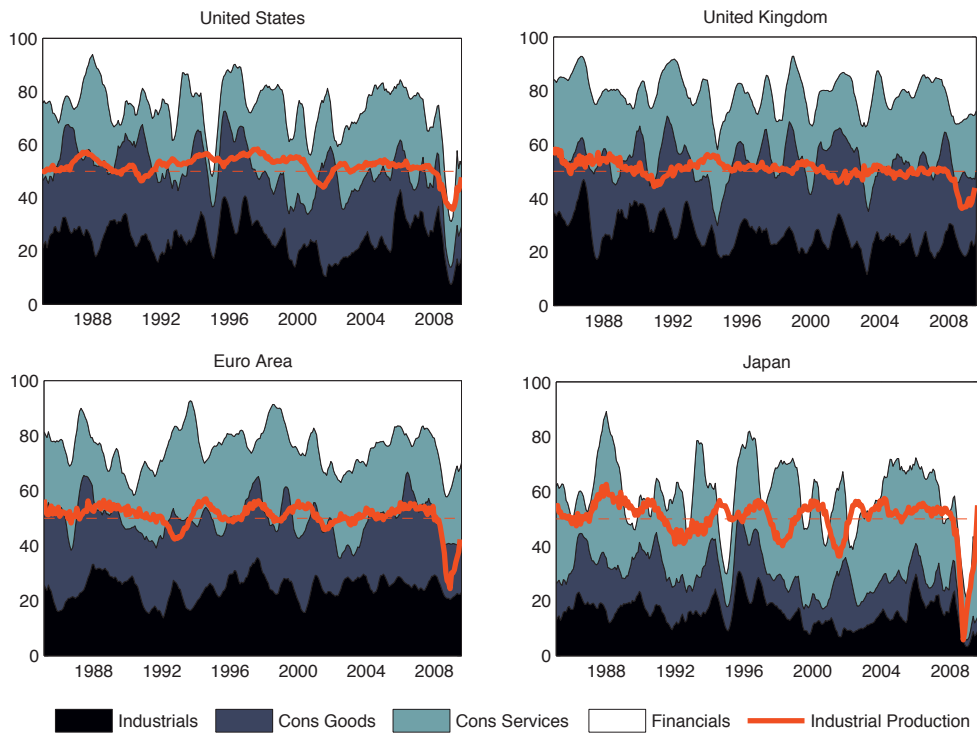 United States
United Kingdom
100
80
60
40
20
0
1988 1992 1996 2000 2004 2008
100
80
60
40
20
0
1988 1992 1996 2000 2004 2008
Euro Area
Japan
100
80
60
40
20
0
1988 1992 1996 2000 2004 2008
100
80
60
40
20
0
1988 1992 1996 2000 2004 2008
Industrials Cons Goods Cons Services Financials Industrial Production